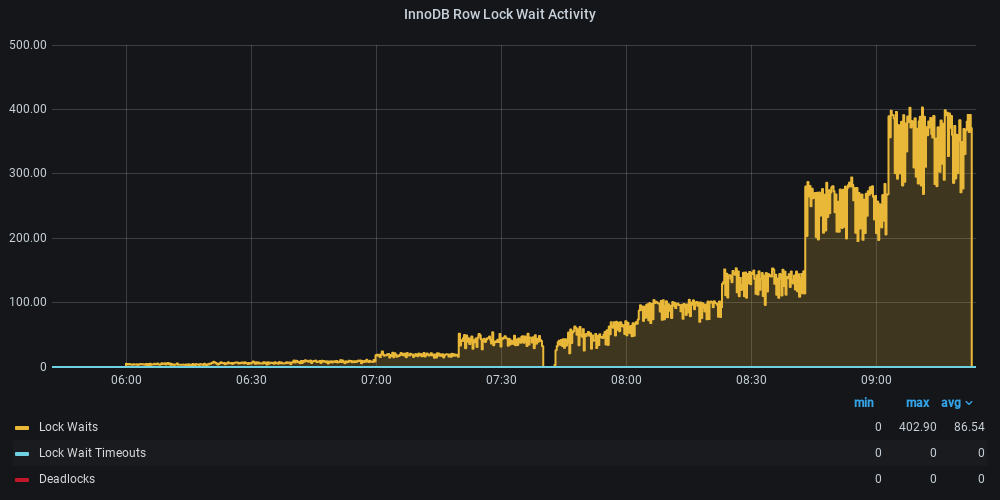 InnoDB Row Lock Wait Activity
500.00
400.00
300.00
200.00
100.00
0
06:00 06:30 07:00 07:30 08:00 08:30 09:00
min max avg
Lock Waits 0 402.90 86.54
Lock Wait Timeouts 0 0 0
Deadlocks 0 0 0